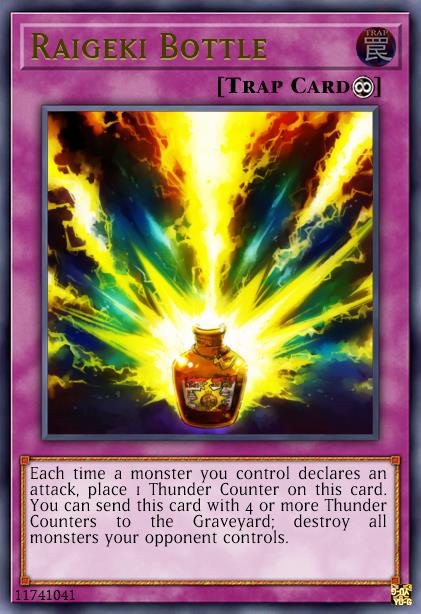 Raigeki Bottle
TRAP
罠
[Trap Card]
Each time a monster you control declares an
attack, place 1 Thunder Counter on this card.
You can send this card with 4 or more Thunder
Counters to the Graveyard; destroy all
monsters your opponent controls.
11741041